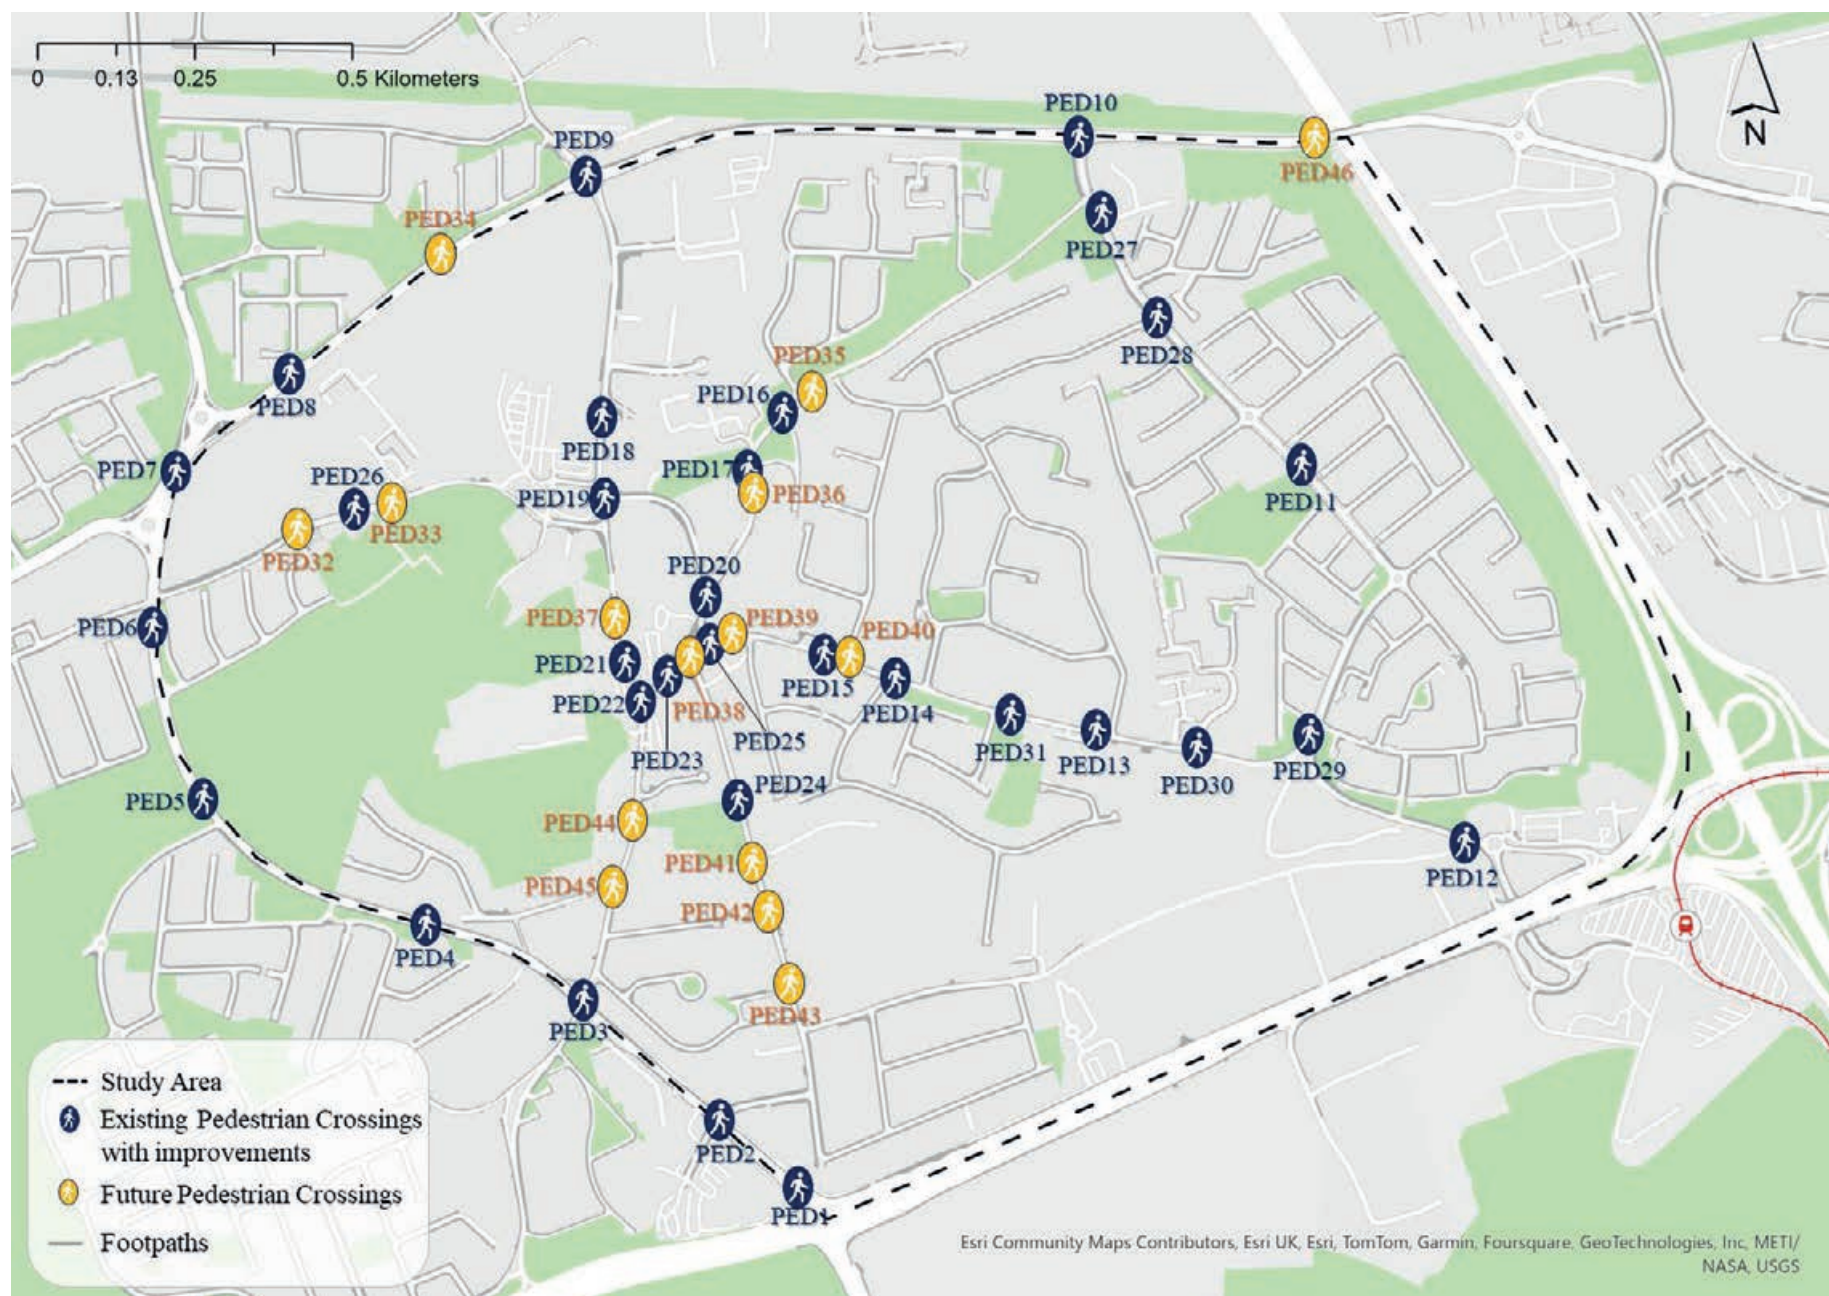 0 0.13 0.25 0.5 Kilometers
N
PED10
PED9
PED46
PED34
PED27
PED28
PED35
PED16
PED8
PED18
PED7
PED26
PED17
PED36
PED19
PED11
PED33
PED32
PED20
PED37
PED39
PED6
PED40
PED21
PED15
PED22
PED38
PED14
PED25
PED23
PED31
PED13
PED30
PED29
PED24
PED5
PED44
PED41
PED45
PED42
PED12
PED4
PED43
PED3
PED2
PED1
Study Area
Existing Pedestrian Crossings
with improvements
Future Pedestrian Crossings
Footpaths
Esri Community Maps Contributors, Esri UK, Esri, TomTom, Garmin, Foursquare, GeoTechnologies, Inc, METI/
NASA, USGS